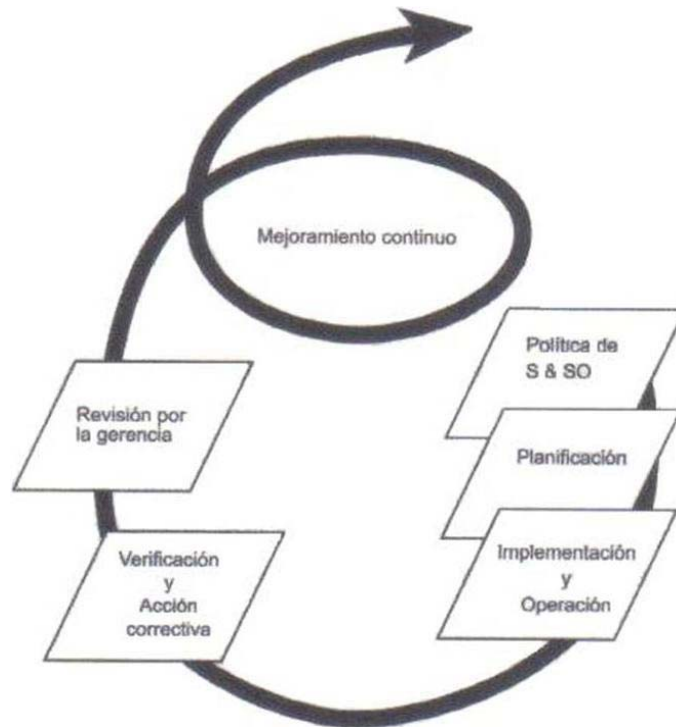 Mejoramiento continuo
Política de
S & SO
Revisión por
la gerencia
Planificación
Verificación
y
Acción
correctiva
Implementación
y
Operación